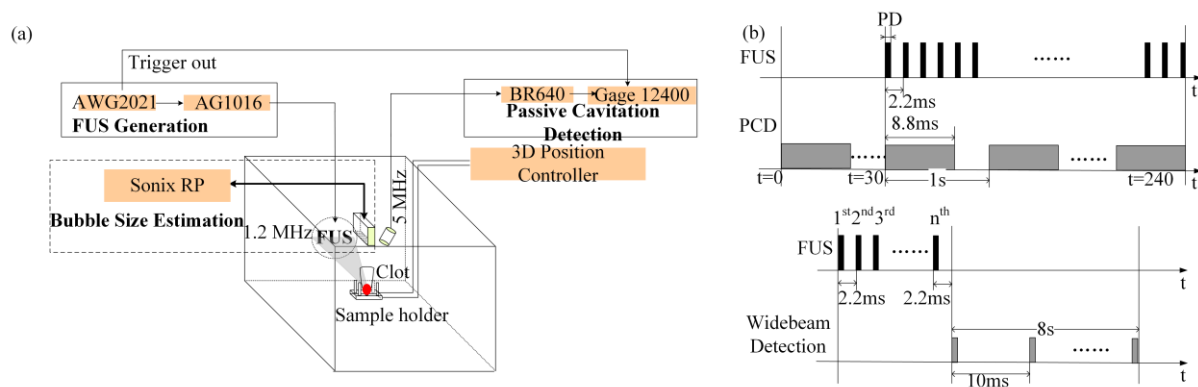 (a)
Trigger out
AWG2021
AG1016
FUS Generation
BR640
Gage 12400
Passive Cavitation
Detection
3D Position
Controller
Sonix RP
Bubble Size Estimation
5 MHz
1.2 MHz
FUS
Clot
Sample holder
(b)
PD
FUS
......
t
2.2ms
8.8ms
PCD
......
......
t=0
t=30
1s
t=240
t
1st 2nd 3rd nth
FUS
......
t
2.2ms
2.2ms
8s
Widebeam
Detection
......
10ms
t